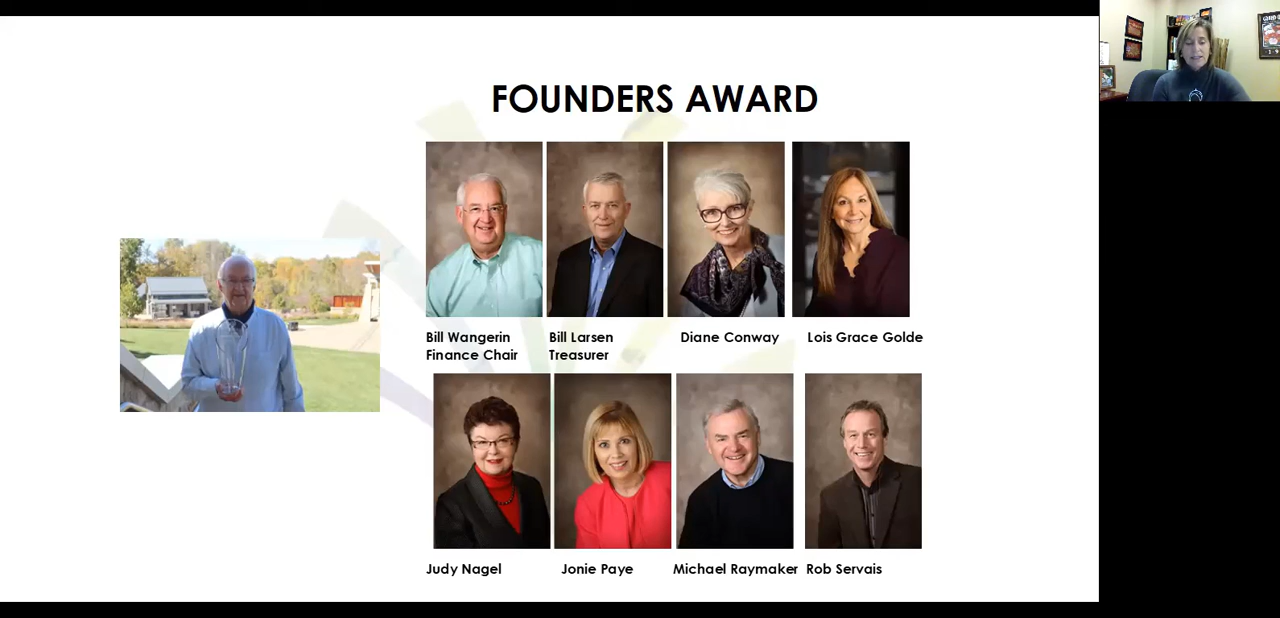 FOUNDERS AWARD
Bill Wangerin
Finance Chair
Bill Larsen
Treasurer
Diane Conway
Lois Grace Golde
Judy Nagel
Jonie Paye
Michael Raymaker
Rob Servais